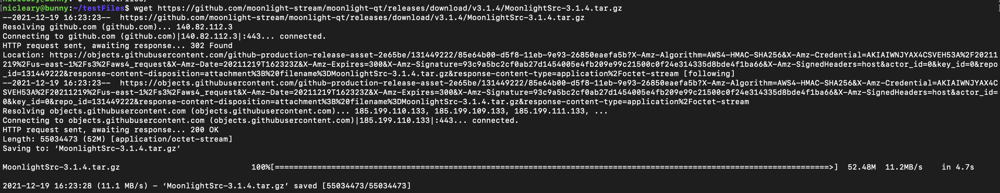 [nicleary@bunny:~/testFiles$ wget https://github.com/moonlight-stream/moonlight-qt/releases/download/v3.1.4/MoonlightSrc-3.1.4.tar.gz ]
--2021-12-19 16:23:23--  https://github.com/moonlight-stream/moonlight-qt/releases/download/v3.1.4/MoonlightSrc-3.1.4.tar.gz
Resolving github.com (github.com)... 140.82.112.3
Connecting to github.com (github.com)|140.82.112.3|:443... connected.
HTTP request sent, awaiting response... 302 Found
Location: https://objects.githubusercontent.com/github-production-release-asset-2e65be/131449222/85e64b00-d5f8-11eb-9e93-26850eaefa5b?X-Amz-Algorithm=AWS4-HMAC-SHA256&X-Amz-Credential=AKIAIWNJYAX4CSVEH53A%2F20211
219%2Fus-east-1%2Fs3%2Faws4_request&X-Amz-Date=20211219T162323Z&X-Amz-Expires=300&X-Amz-Signature=93c9a5bc2cf0ab27d1454005e4fb209e99c21500c0f24e314335d8bde4f1ba66&X-Amz-SignedHeaders=host&actor_id=0&key_id=0&repo
_id=131449222&response-content-disposition=attachment%3B%20filename%3DMoonlightSrc-3.1.4.tar.gz&response-content-type=application%2Foctet-stream [following]
--2021-12-19 16:23:23--  https://objects.githubusercontent.com/github-production-release-asset-2e65be/131449222/85e64b00-d5f8-11eb-9e93-26850eaefa5b?X-Amz-Algorithm=AWS4-HMAC-SHA256&X-Amz-Credential=AKIAIWNJYAX4C
SVEH53A%2F20211219%2Fus-east-1%2Fs3%2Faws4_request&X-Amz-Date=20211219T162323Z&X-Amz-Expires=300&X-Amz-Signature=93c9a5bc2cf0ab27d1454005e4fb209e99c21500c0f24e314335d8bde4f1ba66&X-Amz-SignedHeaders=host&actor_id=
0&key_id=0&repo_id=131449222&response-content-disposition=attachment%3B%20filename%3DMoonlightSrc-3.1.4.tar.gz&response-content-type=application%2Foctet-stream
Resolving objects.githubusercontent.com (objects.githubusercontent.com)... 185.199.110.133, 185.199.109.133, 185.199.111.133, ...
Connecting to objects.githubusercontent.com (objects.githubusercontent.com)|185.199.110.133|:443... connected.
HTTP request sent, awaiting response... 200 OK
Length: 55034473 (52M) [application/octet-stream]
Saving to: ‘MoonlightSrc-3.1.4.tar.gz’
MoonlightSrc-3.1.4.tar.gz 100%[======================================================================================================================>] 52.48M 11.2MB/s in 4.7s
2021-12-19 16:23:28 (11.1 MB/s) - ‘MoonlightSrc-3.1.4.tar.gz’ saved [55034473/55034473]